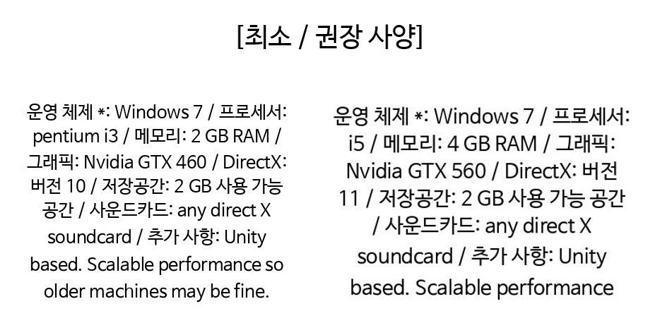 [최소 / 권장 사양]
운영 체제 *: Windows 7 / 프로세서:
pentium i3 / 메모리: 2 GB RAM /
그래픽: Nvidia GTX 460 / DirectX:
버전 10 / 저장공간: 2 GB 사용 가능
공간 / 사운드카드: any direct X
soundcard / 추가 사항: Unity
based. Scalable performance so
older machines may be fine.
운영 체제 *: Windows 7 / 프로세서:
i5 / 메모리: 4 GB RAM / 그래픽:
Nvidia GTX 560 / DirectX: 버전
11 / 저장공간: 2 GB 사용 가능 공간
/ 사운드카드: any direct X
soundcard / 추가 사항: Unity
based. Scalable performance